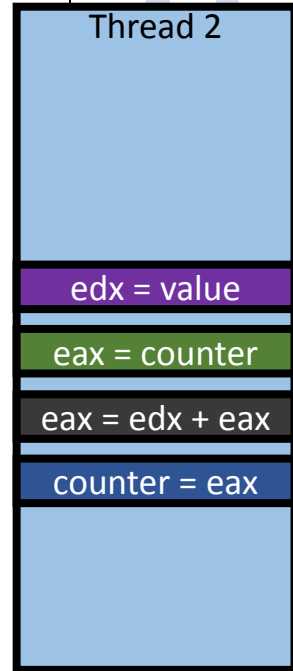 Thread 2
edx = value
eax = counter
eax = edx + eax
counter = eax